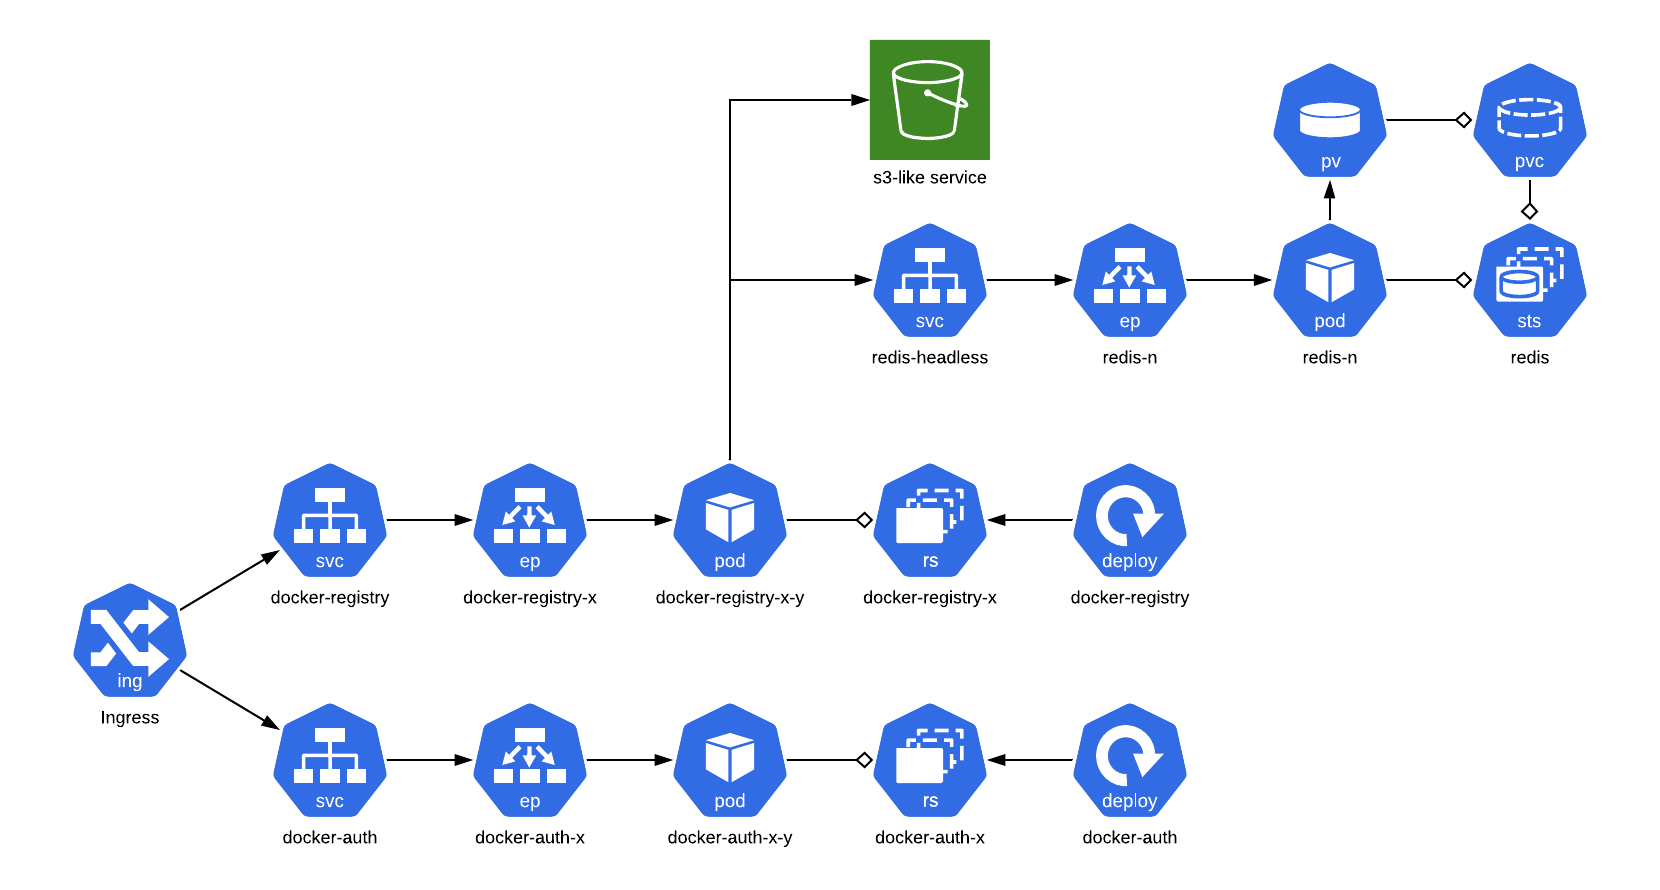 s3-like service
pv
pvc
svc
redis-headless
ep
redis-n
pod
redis-n
sts
redis
svc
docker-registry
ep
docker-registry-x
pod
docker-registry-x-y
rs
docker-registry-x
deploy
docker-registry
ing
Ingress
svc
docker-auth
ep
docker-auth-x
pod
docker-auth-x-y
rs
docker-auth-x
deploy
docker-auth